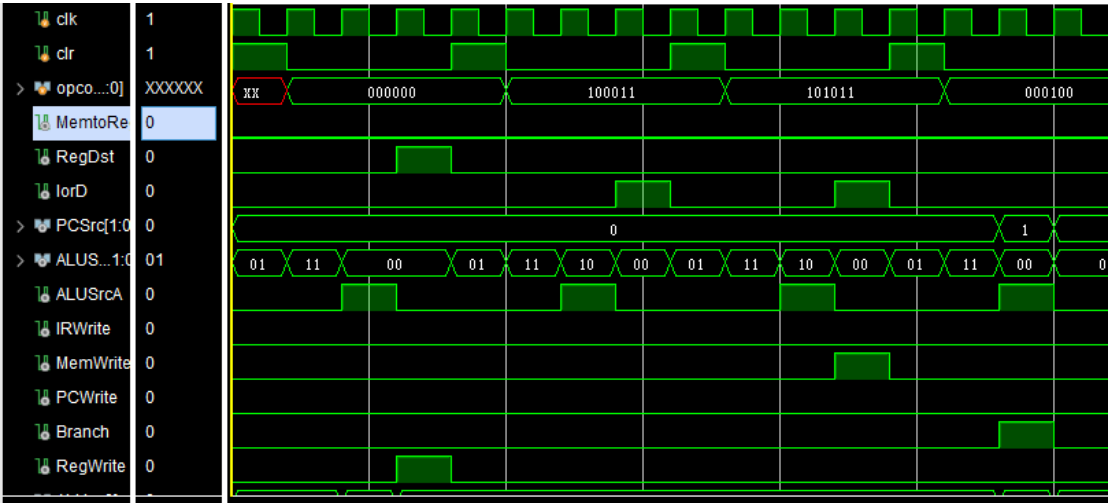 clk 1
clr 1
opco...:0] XXXXXX XX 000000 100011 101011 000100
MemtoRe 0
RegDst 0
IorD 0
PCSrc[1:0 0 0 1
ALUS...1:0 01 01 11 00 01 11 10 00 01 11 10 00 01 11 00 0
ALUSrcA 0
IRWrite 0
MemWrite 0
PCWrite 0
Branch 0
RegWrite 0